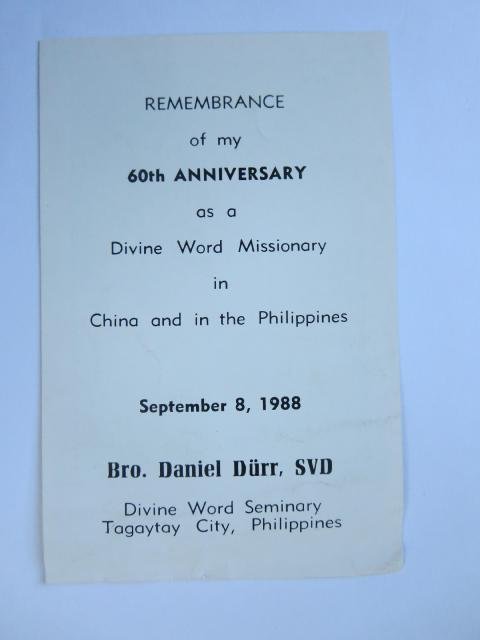 REMEMBRANCE
of my
60th ANNIVERSARY
as a
Divine Word Missionary
in
China and in the Philippines
September 8, 1988
Bro. Daniel Dürr, SVD
Divine Word Seminary
Tagaytay City, Philippines